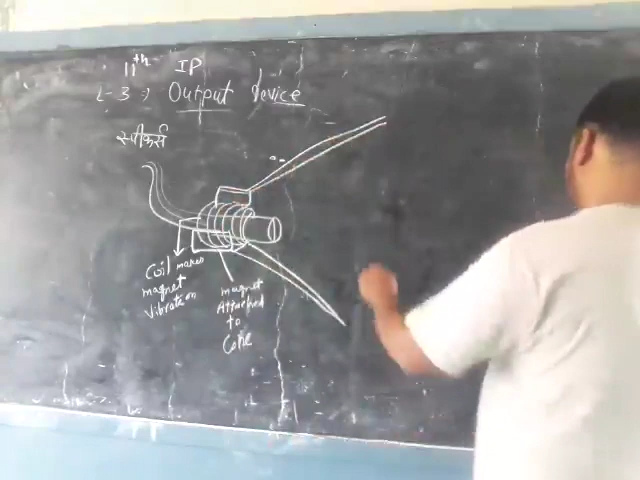 11th IP
L-3 :> Output device
स्पीकर्स
Coil makes
magnet
Vibration
magnet
Attached
to
Cone